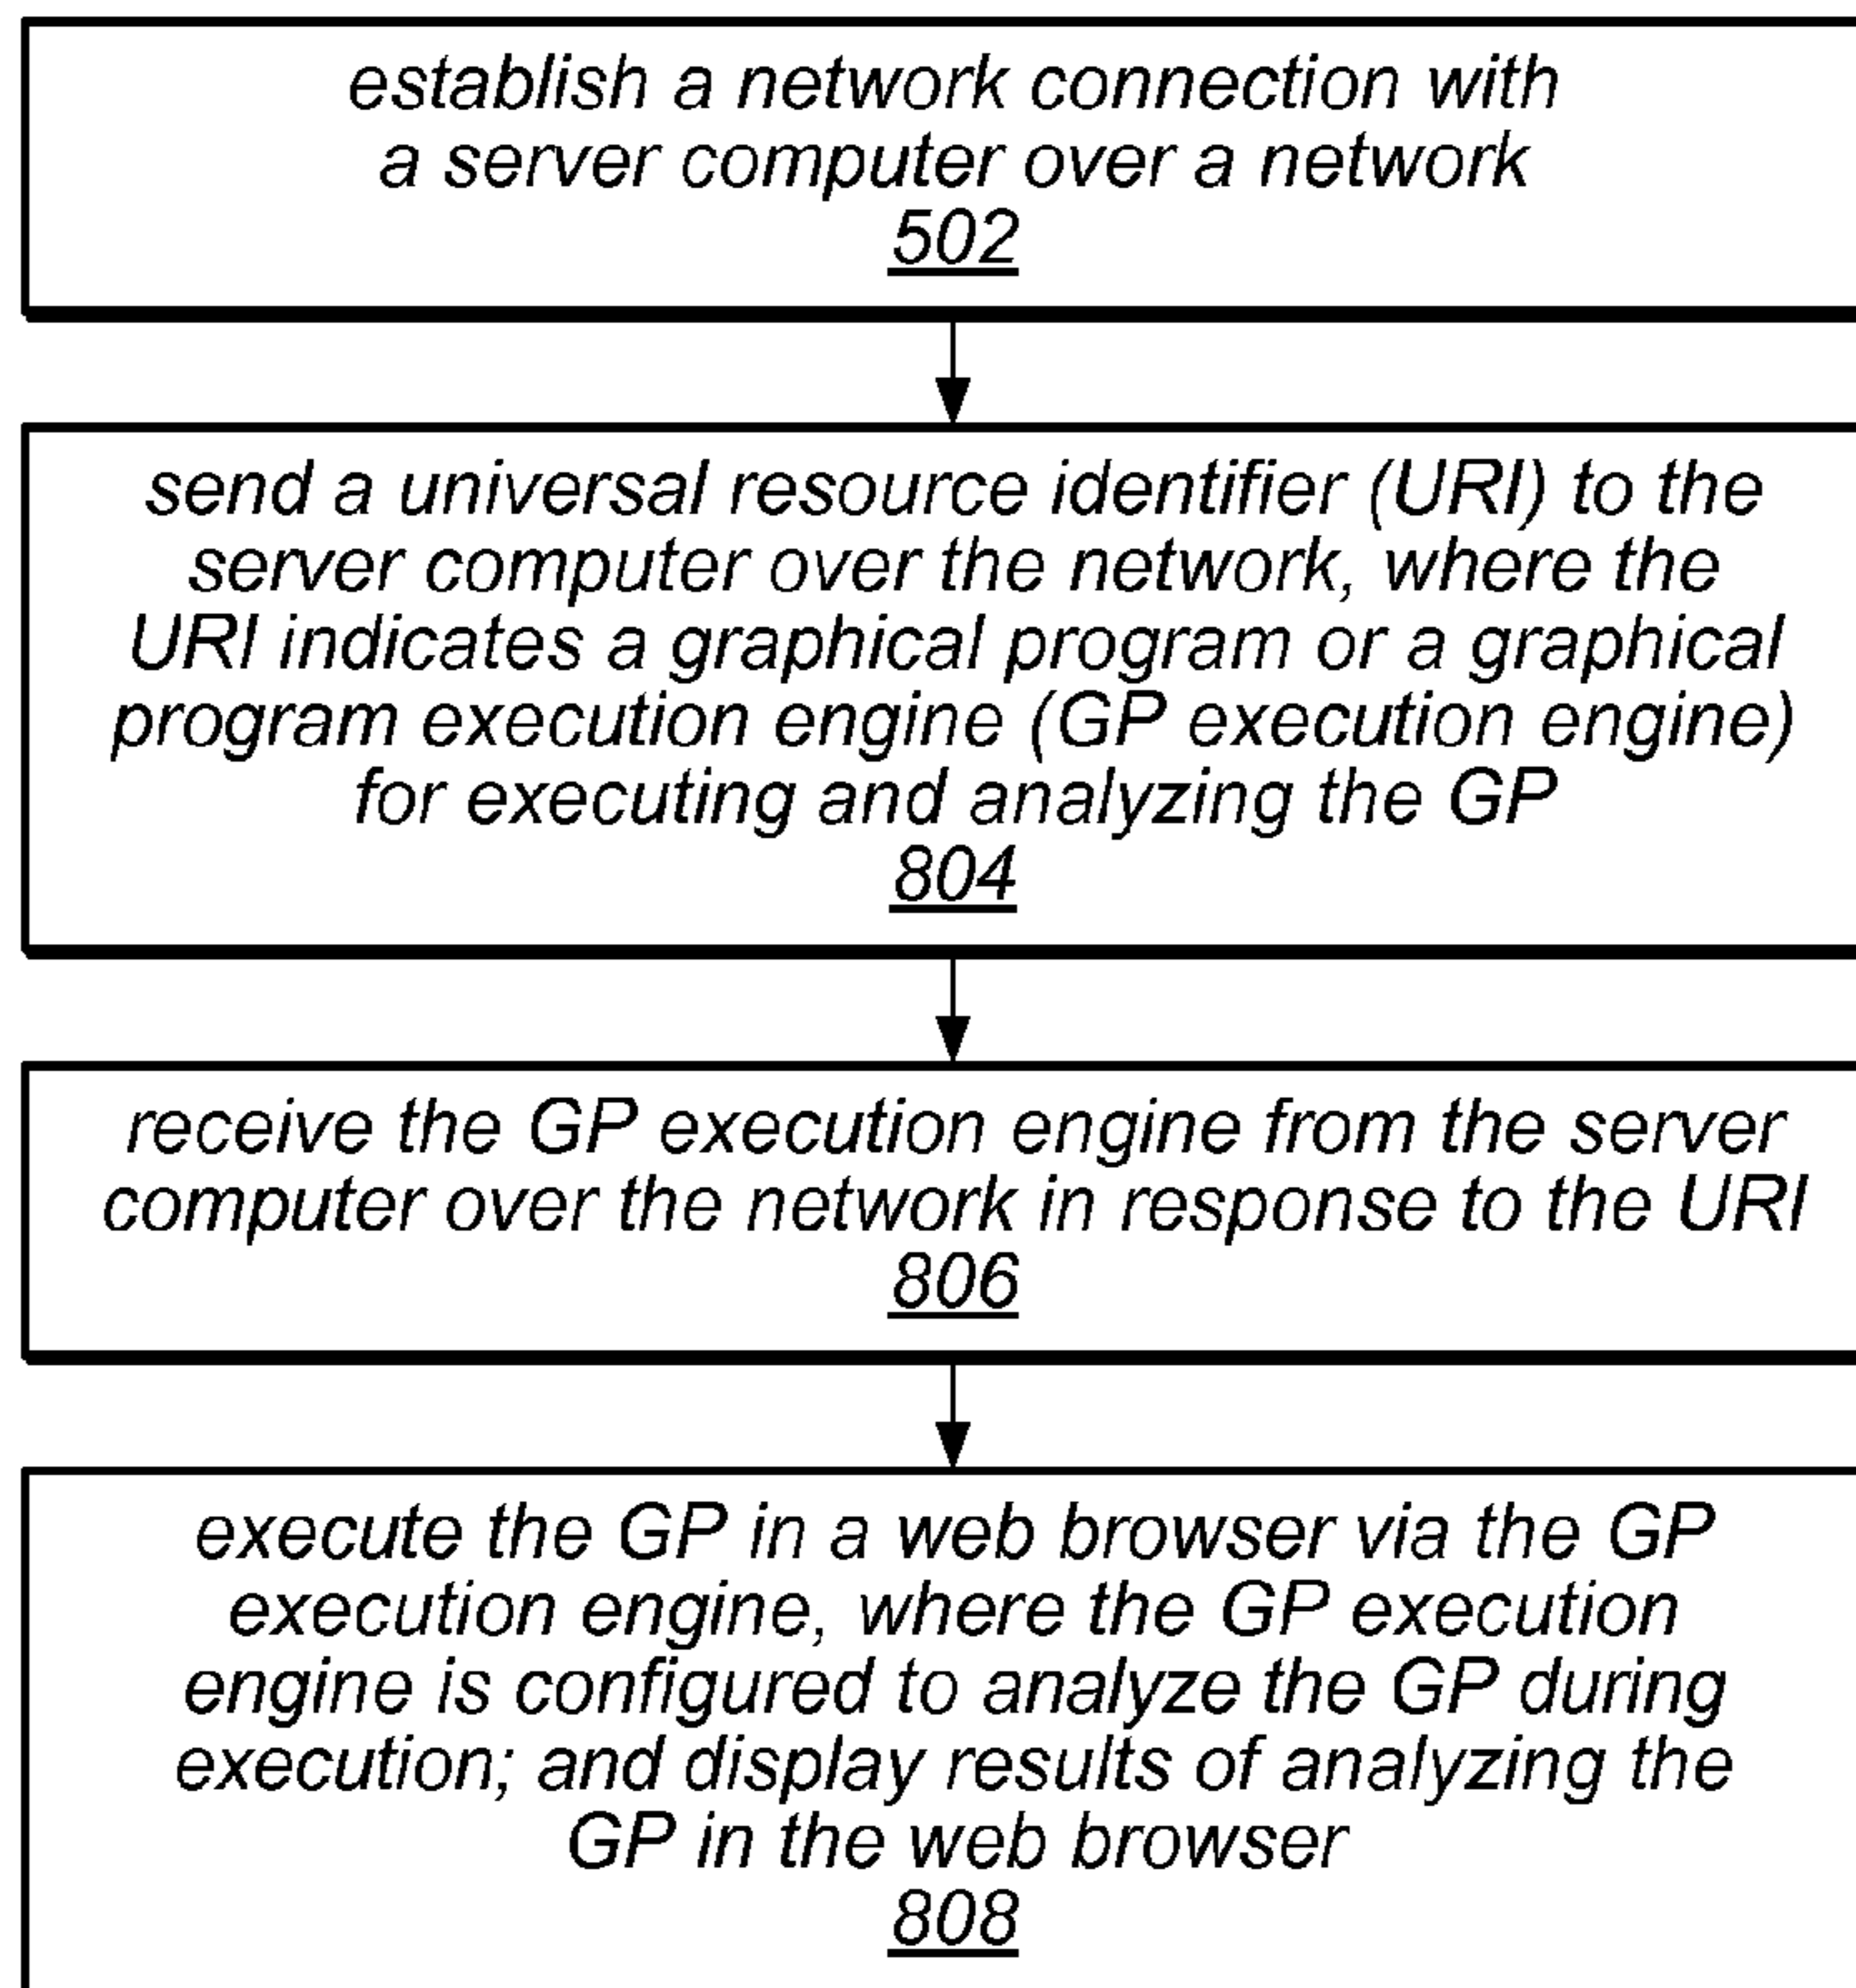 establish a network connection with
a server computer over a network
502
send a universal resource identifier (URI) to the
server computer over the network, where the
URI indicates a graphical program or a graphical
program execution engine (GP execution engine)
for executing and analyzing the GP
804
receive the GP execution engine from the server
computer over the network in response to the URI
806
execute the GP in a web browser via the GP
execution engine, where the GP execution
engine is configured to analyze the GP during
execution; and display results of analyzing the
GP in the web browser
808